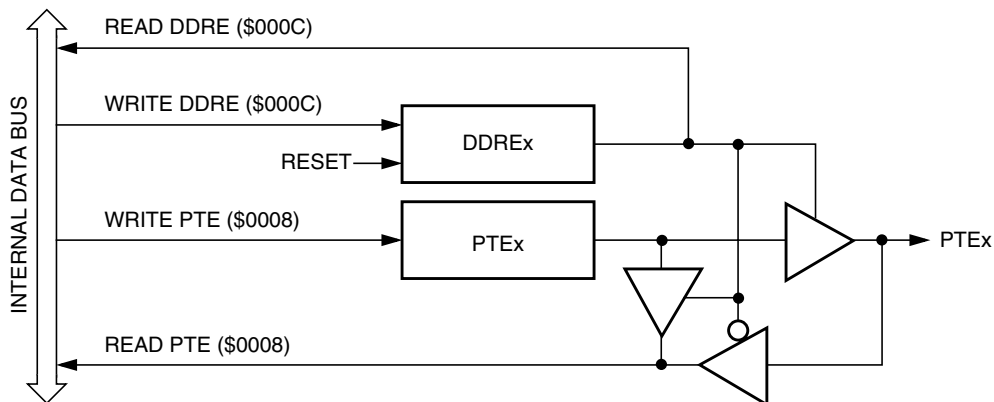 READ DDRE ($000C)
WRITE DDRE ($000C)
DDREx
RESET
WRITE PTE ($0008)
PTEx
PTEx
READ PTE ($0008)
INTERNAL DATA BUS